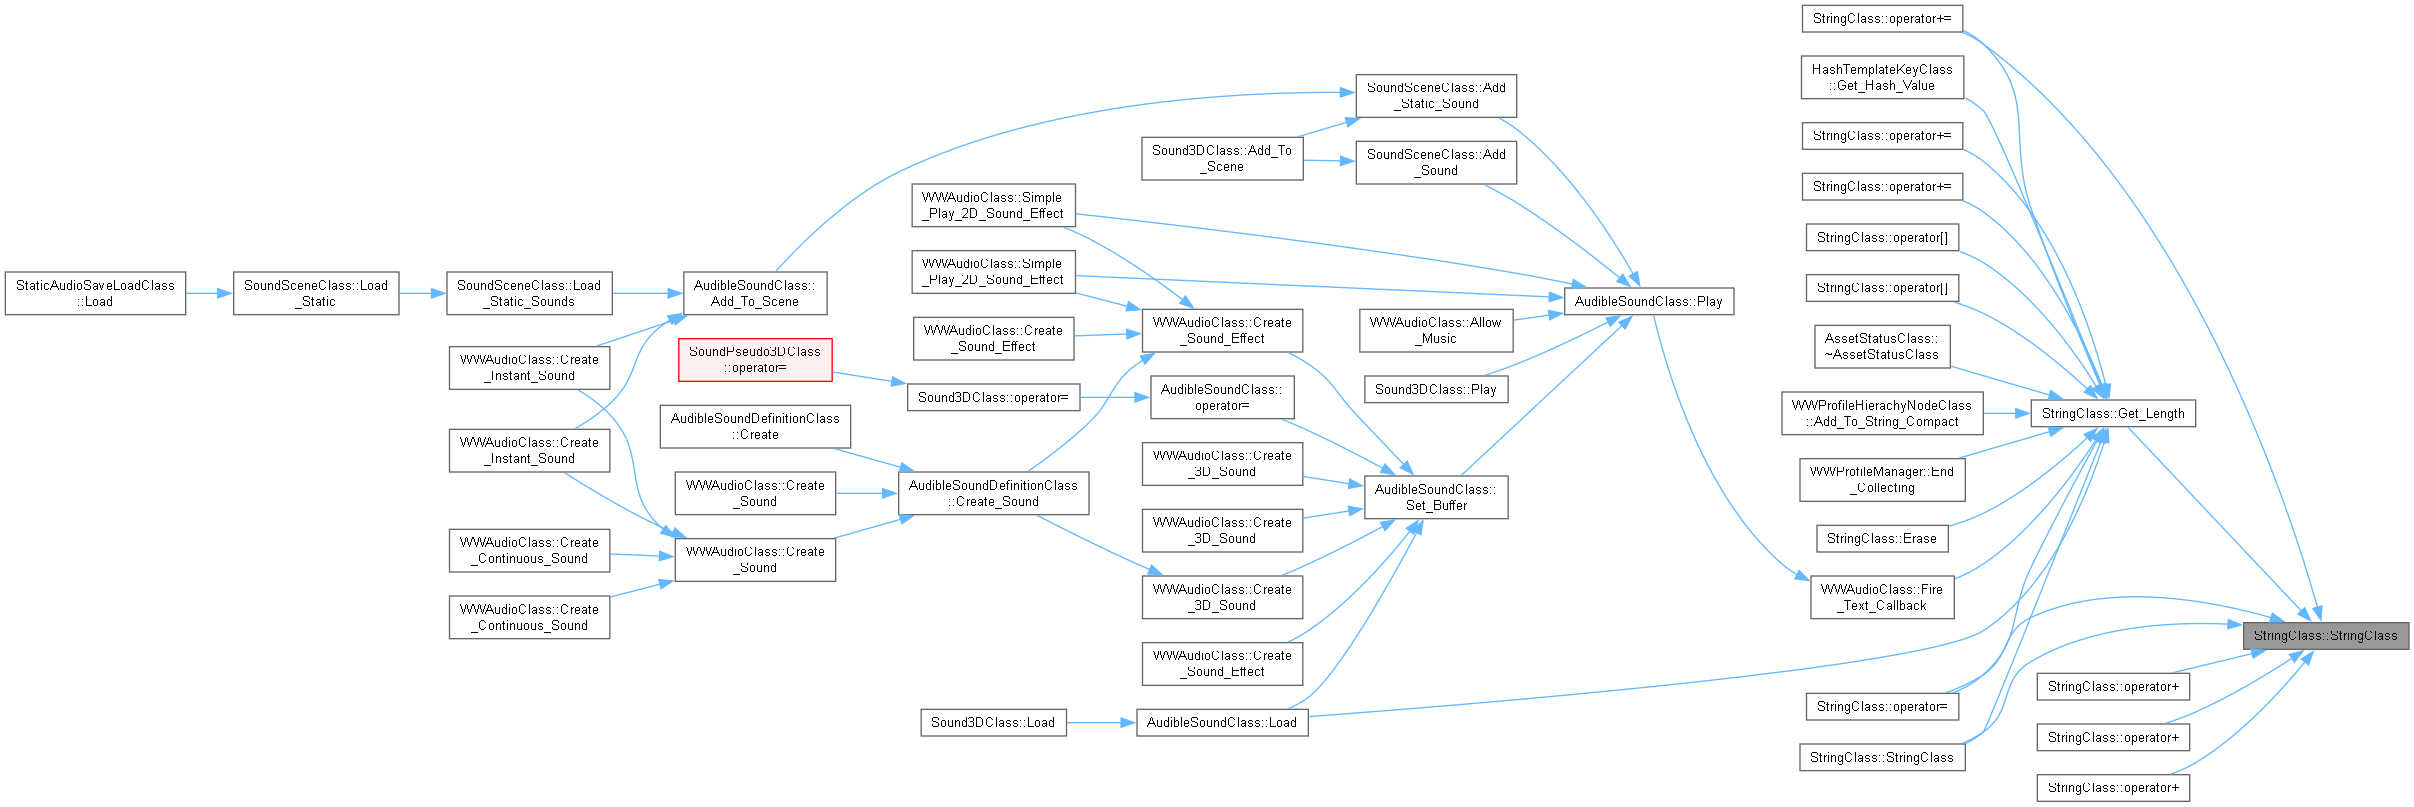 StaticAudioSaveLoadClass
::Load
SoundSceneClass::Load
_Static
SoundSceneClass::Load
_Static_Sounds
WWAudioClass::Create
_Instant_Sound
WWAudioClass::Create
_Instant_Sound
WWAudioClass::Create
_Continuous_Sound
WWAudioClass::Create
_Continuous_Sound
AudibleSoundClass::
Add_To_Scene
SoundPseudo3DClass
::operator=
AudibleSoundDefinitionClass
::Create
WWAudioClass::Create
_Sound
WWAudioClass::Create
_Sound
WWAudioClass::Simple
_Play_2D_Sound_Effect
WWAudioClass::Simple
_Play_2D_Sound_Effect
WWAudioClass::Create
_Sound_Effect
Sound3DClass::operator=
AudibleSoundDefinitionClass
::Create_Sound
Sound3DClass::Load
Sound3DClass::Add_To
_Scene
WWAudioClass::Create
_Sound_Effect
AudibleSoundClass::
operator=
WWAudioClass::Create
_3D_Sound
WWAudioClass::Create
_3D_Sound
WWAudioClass::Create
_3D_Sound
WWAudioClass::Create
_Sound_Effect
AudibleSoundClass::Load
SoundSceneClass::Add
_Static_Sound
SoundSceneClass::Add
_Sound
WWAudioClass::Allow
_Music
Sound3DClass::Play
AudibleSoundClass::
Set_Buffer
AudibleSoundClass::Play
StringClass::operator+=
HashTemplateKeyClass
::Get_Hash_Value
StringClass::operator+=
StringClass::operator+=
StringClass::operator[]
StringClass::operator[]
AssetStatusClass::
~AssetStatusClass
WWProfileHierachyNodeClass
::Add_To_String_Compact
WWProfileManager::End
_Collecting
StringClass::Erase
WWAudioClass::Fire
_Text_Callback
StringClass::operator=
StringClass::StringClass
StringClass::Get_Length
StringClass::operator+
StringClass::operator+
StringClass::operator+
StringClass::StringClass